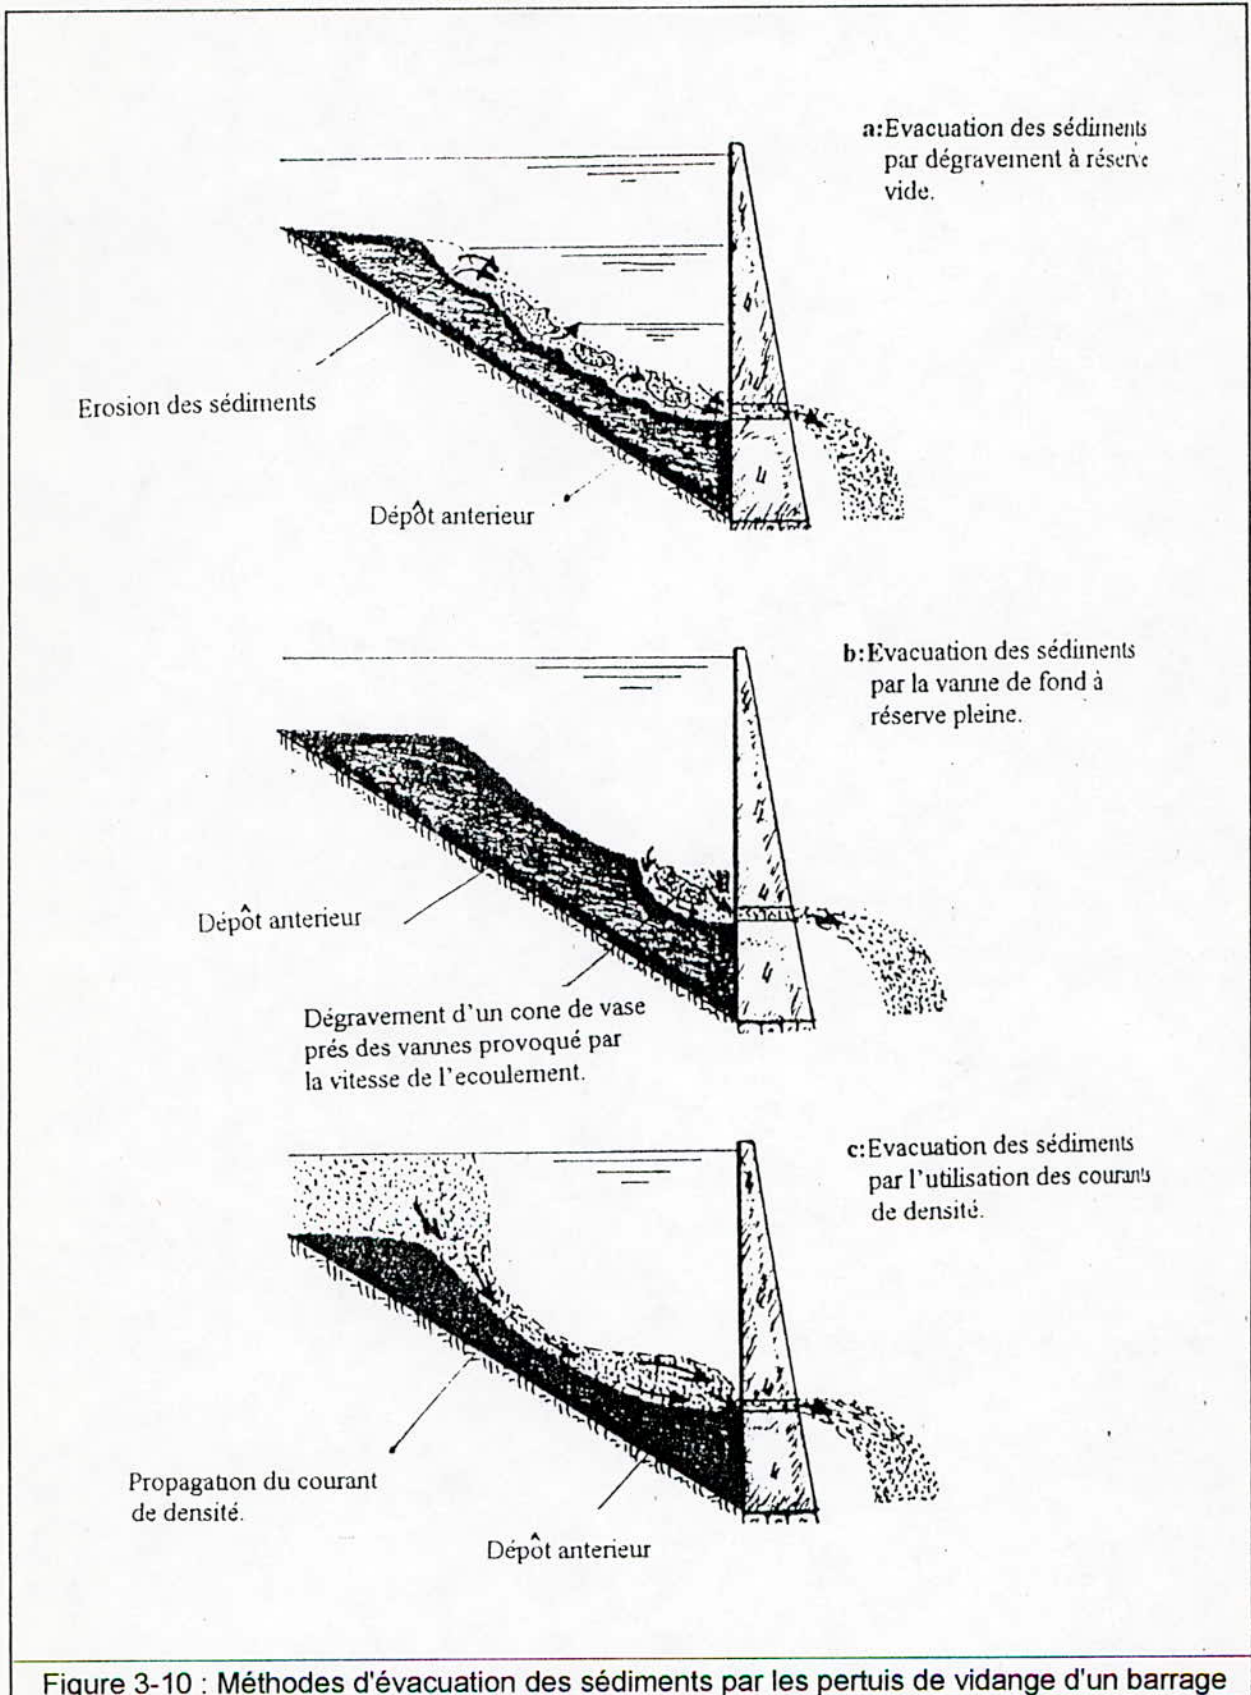 a:Evacuation des sédiments
par dégravement à réserve
vide.
Erosion des sédiments
Dépôt anterieur
b:Evacuation des sédiments
par la vanne de fond à
réserve pleine.
Dépôt anterieur
Dégravement d'un cone de vase
prés des vannes provoqué par
la vitesse de l'ecoulement.
c:Evacuation des sédiments
par l'utilisation des courants
de densité.
Propagation du courant
de densité.
Dépôt anterieur
Figure 3-10 : Méthodes d'évacuation des sédiments par les pertuis de vidange d'un barrage